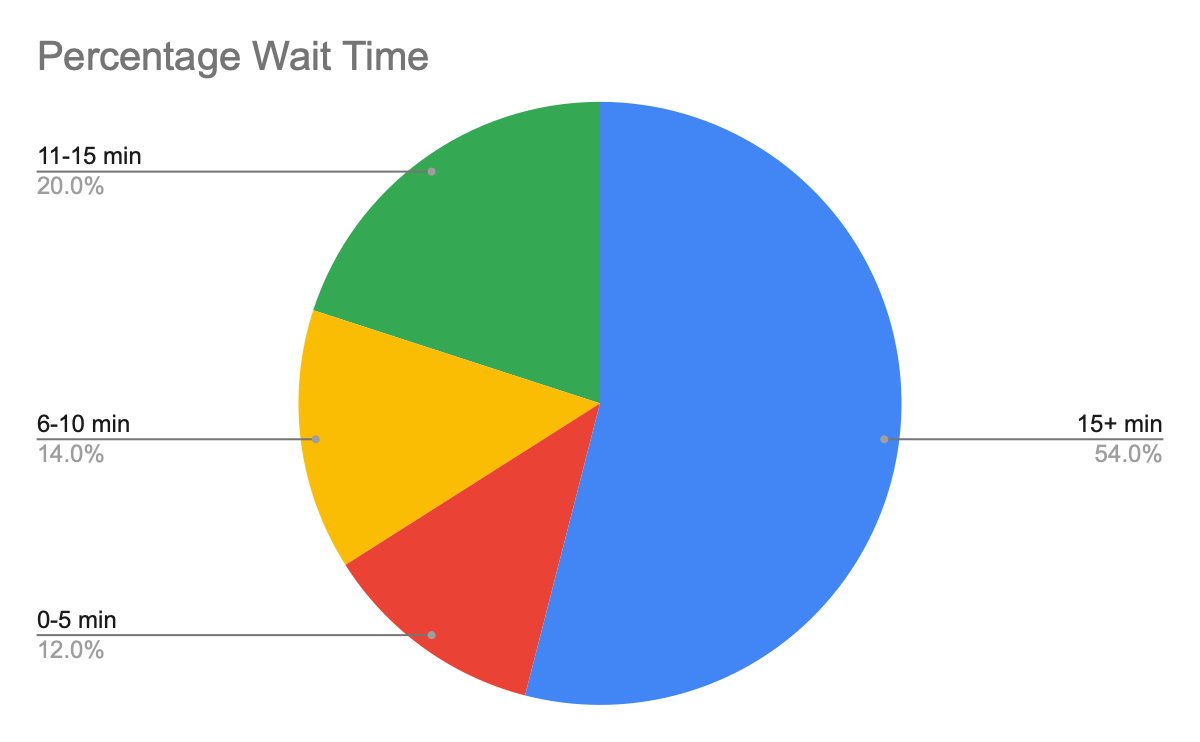 Percentage Wait Time
11-15 min
20.0%
6-10 min
14.0%
15+ min
54.0%
0-5 min
12.0%